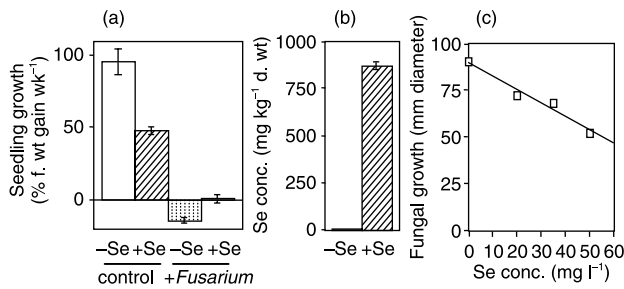 (a)
Seedling growth
(% f. wt gain wk⁻¹)
100
50
0
–Se +Se –Se +Se
control +Fusarium
(b)
Se conc. (mg kg⁻¹ d. wt)
1000
750
500
250
0
–Se +Se
(c)
Fungal growth (mm diameter)
100
75
50
25
0
0 10 20 30 40 50 60
Se conc. (mg l⁻¹)